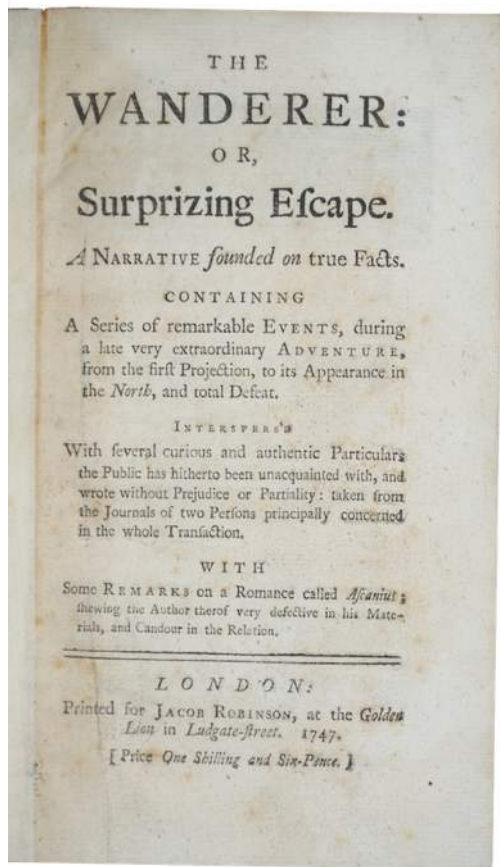 THE
WANDERER:
OR,
Surprizing Eſcape.
A NARRATIVE founded on true Facts.
CONTAINING
A Series of remarkable EVENTS, during
a late very extraordinary ADVENTURE,
from the firſt Projection, to its Appearance in
the North, and total Defeat.
INTERSPERS'D
With ſeveral curious and authentic Particulars
the Public has hitherto been unacquainted with, and
wrote without Prejudice or Partiality: taken from
the Journals of two Perſons principally concerned
in the whole Tranſaction.
WITH
Some REMARKS on a Romance called Aſcanius;
ſhewing the Author therof very defective in his Mate-
rials, and Candour in the Relation.
LONDON:
Printed for JACOB ROBINSON, at the Golden
Lion in Ludgate-ſtreet. 1747.
[Price One Shilling and Six-Pence.]